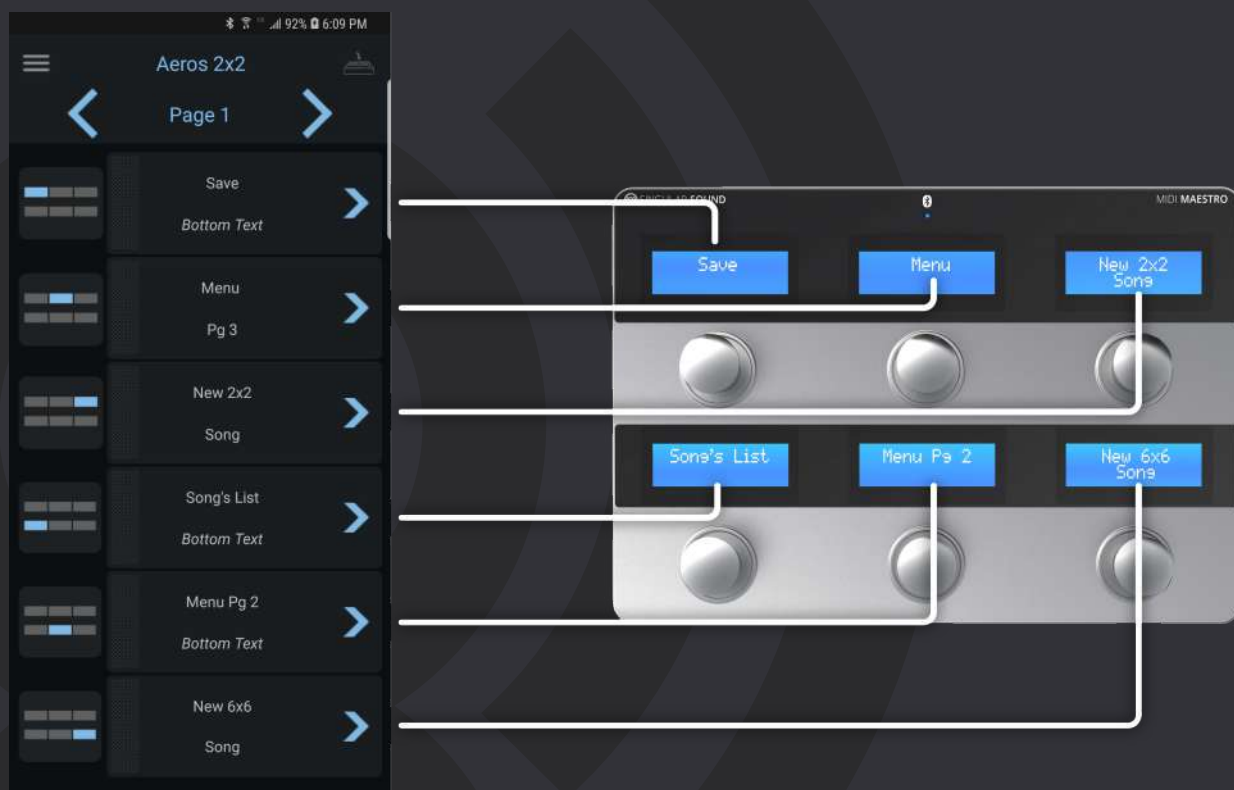 92% 6:09 PM
Aeros 2x2
Page 1
Save
Bottom Text
Menu
Pg 3
New 2x2
Song
Song's List
Bottom Text
Menu Pg 2
Bottom Text
New 6x6
Song
SINGULAR SOUND
MIDI MAESTRO
Save
Menu
New 2x2
Song
Song's List
Menu Pg 2
New 6x6
Song